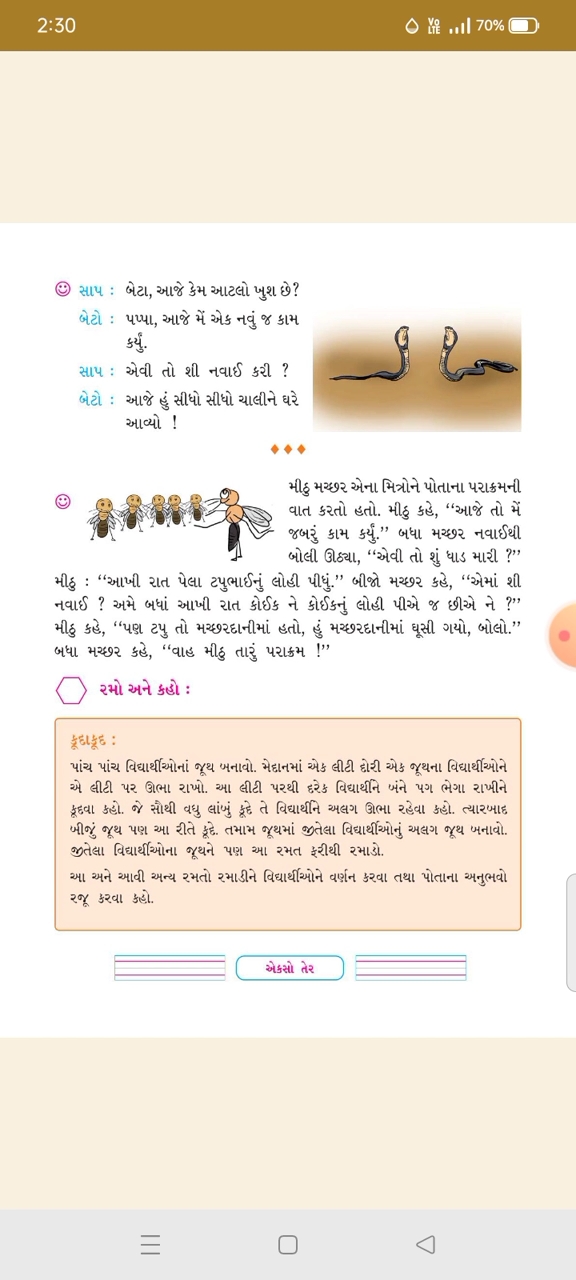 2:30
Vo LTE 70%
સાપ : બેટા, આજે કેમ આટલો ખુશ છે?
બેટો : પપ્પા, આજે મેં એક નવું જ કામ
કર્યું.
સાપ : એવી તો શી નવાઈ કરી ?
બેટો : આજે હું સીધો સીધો ચાલીને ઘરે
આવ્યો !
મીઠુ મચ્છર એના મિત્રોને પોતાના પરાક્રમની
વાત કરતો હતો. મીઠુ કહે, “આજે તો મેં
જબરું કામ કર્યું.” બધા મચ્છર નવાઈથી
બોલી ઊઠ્યા, “એવી તો શું ધાડ મારી ?”
મીઠુ : “આખી રાત પેલા ટપુભાઈનું લોહી પીધું.” બીજો મચ્છર કહે, “એમાં શી
નવાઈ ? અમે બધાં આખી રાત કોઈક ને કોઈકનું લોહી પીએ જ છીએ ને ?”
મીઠુ કહે, “પણ ટપુ તો મચ્છરદાનીમાં હતો, હું મચ્છરદાનીમાં ઘૂસી ગયો, બોલો.”
બધા મચ્છર કહે, “વાહ મીઠુ તારું પરાક્રમ !”
રમો અને કહો :
કૂદાકૂદ :
પાંચ પાંચ વિદ્યાર્થીઓનાં જૂથ બનાવો. મેદાનમાં એક લીટી દોરી એક જૂથના વિદ્યાર્થીઓને
એ લીટી પર ઊભા રાખો. આ લીટી પરથી દરેક વિદ્યાર્થીને બંને પગ ભેગા રાખીને
કૂદવા કહો. જે સૌથી વધુ લાંબું કૂદે તે વિદ્યાર્થીને અલગ ઊભા રહેવા કહો. ત્યારબાદ
બીજું જૂથ પણ આ રીતે કૂદે. તમામ જૂથમાં જીતેલા વિદ્યાર્થીઓનું અલગ જૂથ બનાવો.
જીતેલા વિદ્યાર્થીઓના જૂથને પણ આ રમત ફરીથી રમાડો.
આ અને આવી અન્ય રમતો રમાડીને વિદ્યાર્થીઓને વર્ણન કરવા તથા પોતાના અનુભવો
રજૂ કરવા કહો.
એકસો તેર